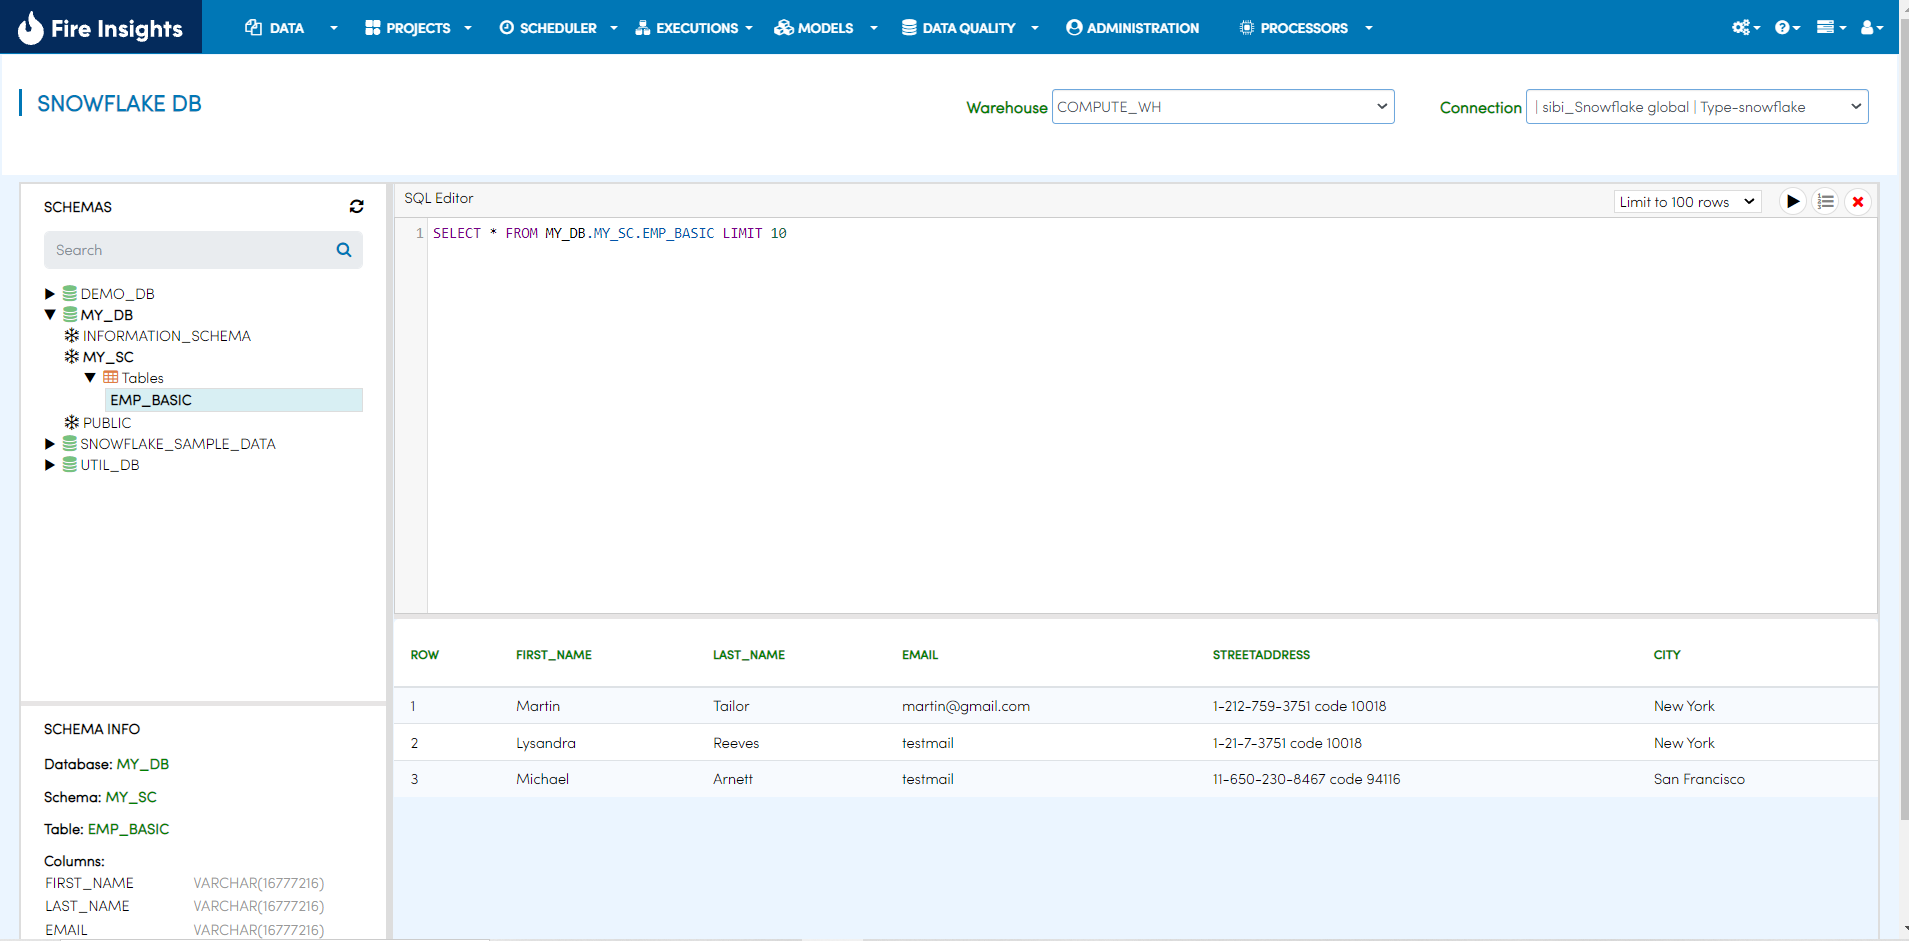 Fire Insights
DATA
PROJECTS
SCHEDULER
EXECUTIONS
MODELS
DATA QUALITY
ADMINISTRATION
PROCESSORS
SNOWFLAKE DB
Warehouse COMPUTE_WH
Connection | sibi_Snowflake global | Type-snowflake
SCHEMAS
Search
DEMO_DB
MY_DB
INFORMATION_SCHEMA
MY_SC
Tables
EMP_BASIC
PUBLIC
SNOWFLAKE_SAMPLE_DATA
UTIL_DB
SQL Editor
Limit to 100 rows
1 SELECT * FROM MY_DB.MY_SC.EMP_BASIC LIMIT 10
ROW FIRST_NAME LAST_NAME EMAIL STREETADDRESS CITY
1 Martin Tailor martin@gmail.com 1-212-759-3751 code 10018 New York
2 Lysandra Reeves testmail 1-21-7-3751 code 10018 New York
3 Michael Arnett testmail 11-650-230-8467 code 94116 San Francisco
SCHEMA INFO
Database: MY_DB
Schema: MY_SC
Table: EMP_BASIC
Columns:
FIRST_NAME VARCHAR(16777216)
LAST_NAME VARCHAR(16777216)
EMAIL VARCHAR(16777216)